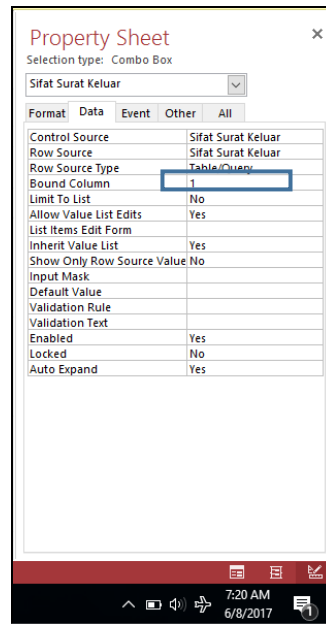 Property Sheet
Selection type: Combo Box
Sifat Surat Keluar
Format Data Event Other All
Control Source Sifat Surat Keluar
Row Source Sifat Surat Keluar
Row Source Type Table/Query
Bound Column 1
Limit To List No
Allow Value List Edits Yes
List Items Edit Form
Inherit Value List Yes
Show Only Row Source Value No
Input Mask
Default Value
Validation Rule
Validation Text
Enabled Yes
Locked No
Auto Expand Yes
7:20 AM
6/8/2017
1